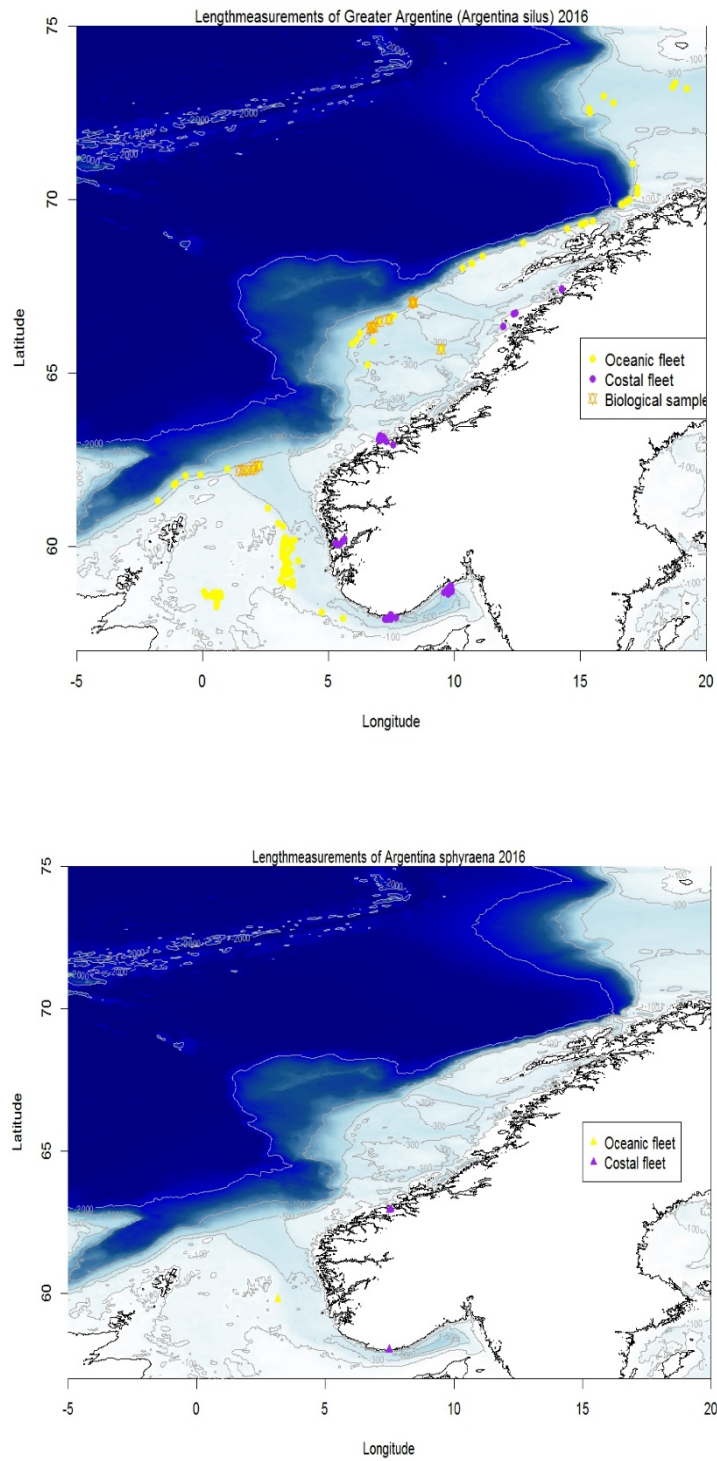 Lengthmeasurements of Greater Argentine (Argentina silus) 2016
75
70
65
60
Latitude
Oceanic fleet
Costal fleet
Biological sample
-5
0
5
10
15
20
Longitude
Lengthmeasurements of Argentina sphyraena 2016
75
70
65
60
Latitude
Oceanic fleet
Costal fleet
-5
0
5
10
15
20
Longitude